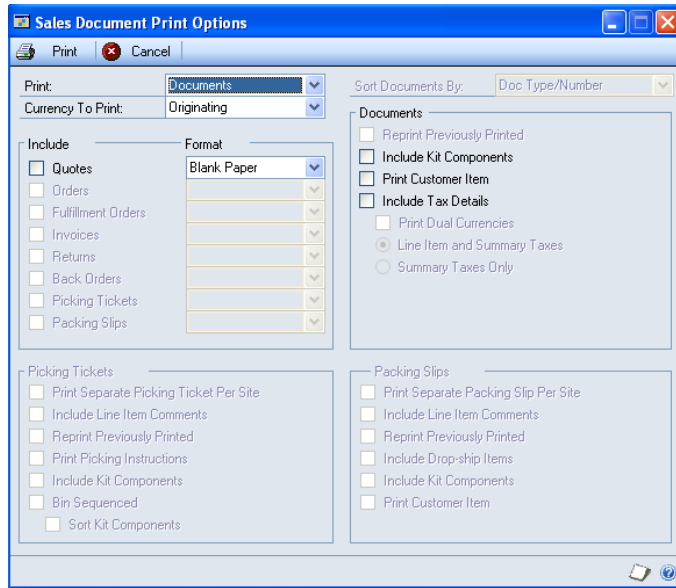 Sales Document Print Options
Print Cancel
Print: Documents
Currency To Print: Originating
Sort Documents By: Doc Type/Number
Include Format
Quotes Blank Paper
Orders
Fulfillment Orders
Invoices
Returns
Back Orders
Picking Tickets
Packing Slips
Documents
Reprint Previously Printed
Include Kit Components
Print Customer Item
Include Tax Details
Print Dual Currencies
Line Item and Summary Taxes
Summary Taxes Only
Picking Tickets
Print Separate Picking Ticket Per Site
Include Line Item Comments
Reprint Previously Printed
Print Picking Instructions
Include Kit Components
Bin Sequenced
Sort Kit Components
Packing Slips
Print Separate Packing Slip Per Site
Include Line Item Comments
Reprint Previously Printed
Include Drop-ship Items
Include Kit Components
Print Customer Item